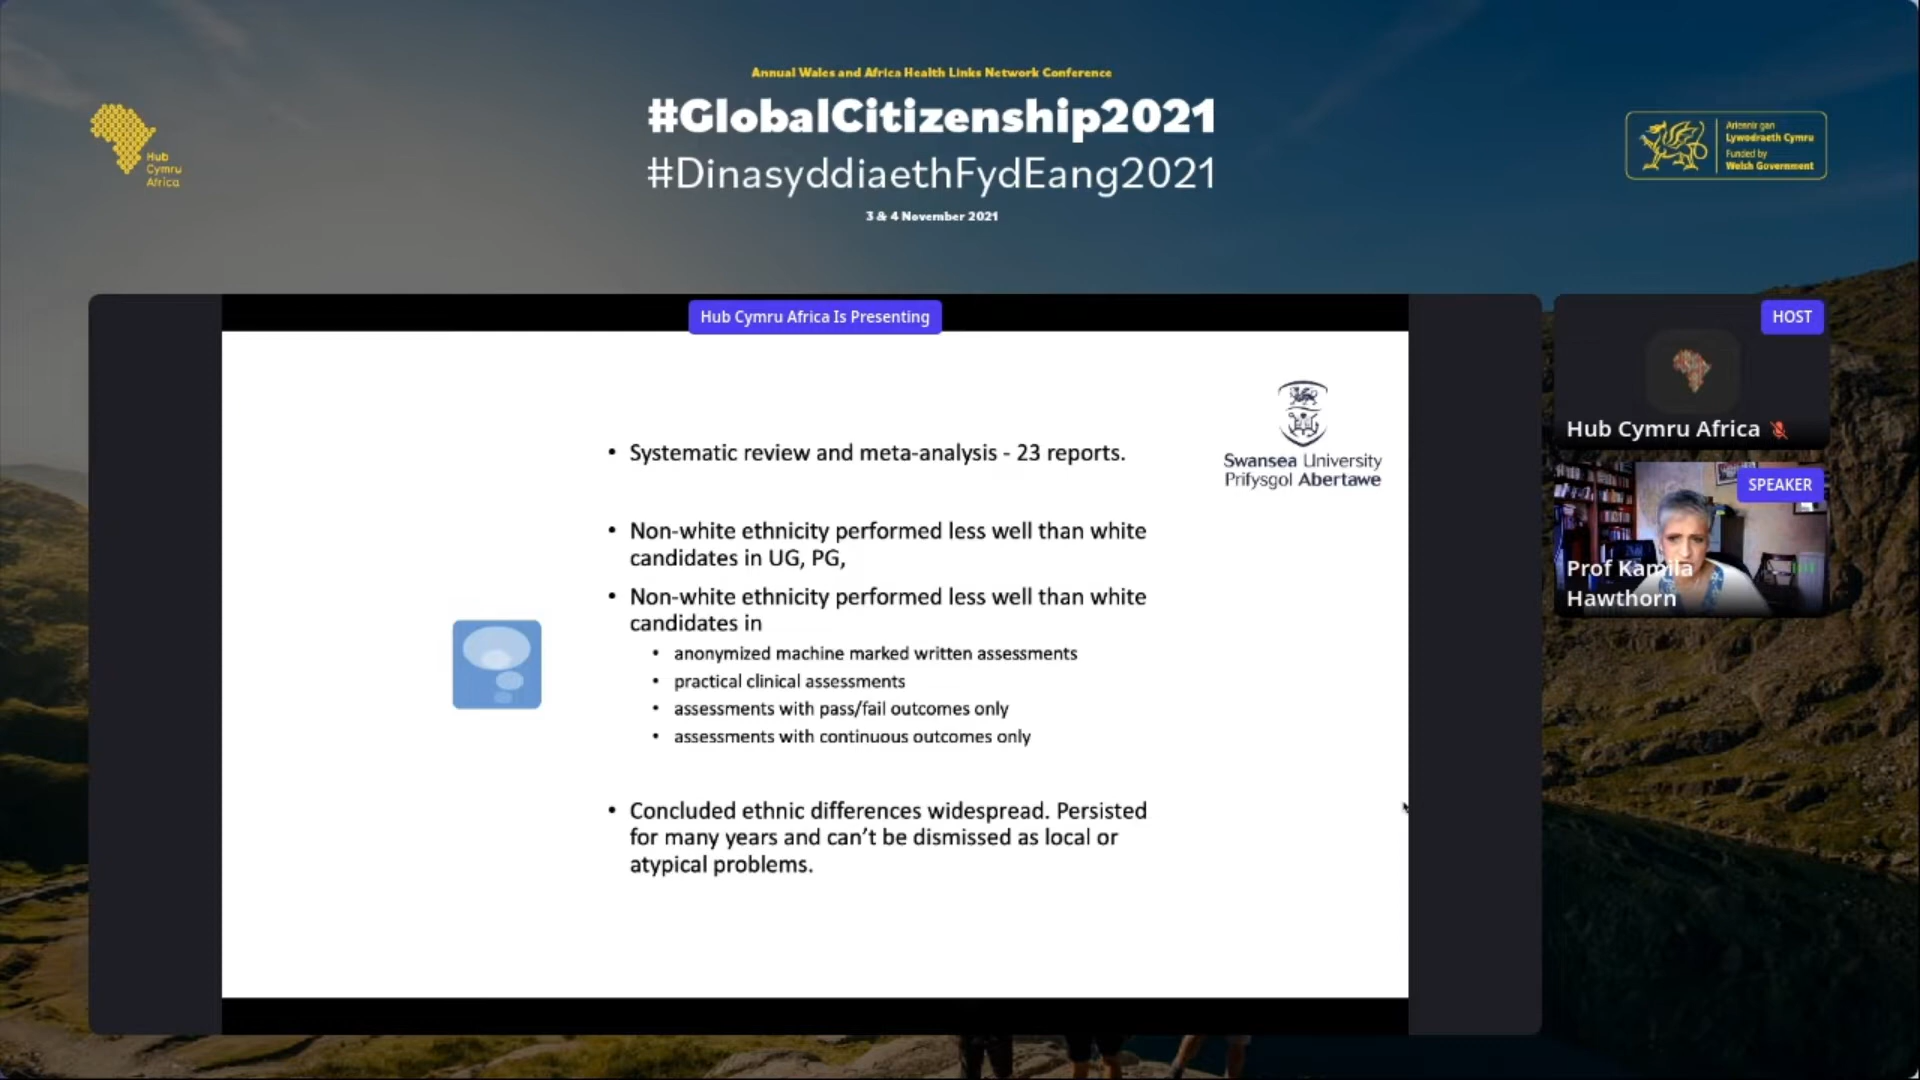 Annual Wales and Africa Health Links Network Conference
#GlobalCitizenship2021
#DinasyddiaethFydEang2021
3 & 4 November 2021
Hub
Cymru
Africa
Ariennir gan
Lywodraeth Cymru
Funded by
Welsh Government
Hub Cymru Africa Is Presenting
Swansea University
Prifysgol Abertawe
• Systematic review and meta-analysis - 23 reports.
• Non-white ethnicity performed less well than white
candidates in UG, PG,
• Non-white ethnicity performed less well than white
candidates in
• anonymized machine marked written assessments
• practical clinical assessments
• assessments with pass/fail outcomes only
• assessments with continuous outcomes only
• Concluded ethnic differences widespread. Persisted
for many years and can't be dismissed as local or
atypical problems.
HOST
Hub Cymru Africa
SPEAKER
Prof Kamila
Hawthorn